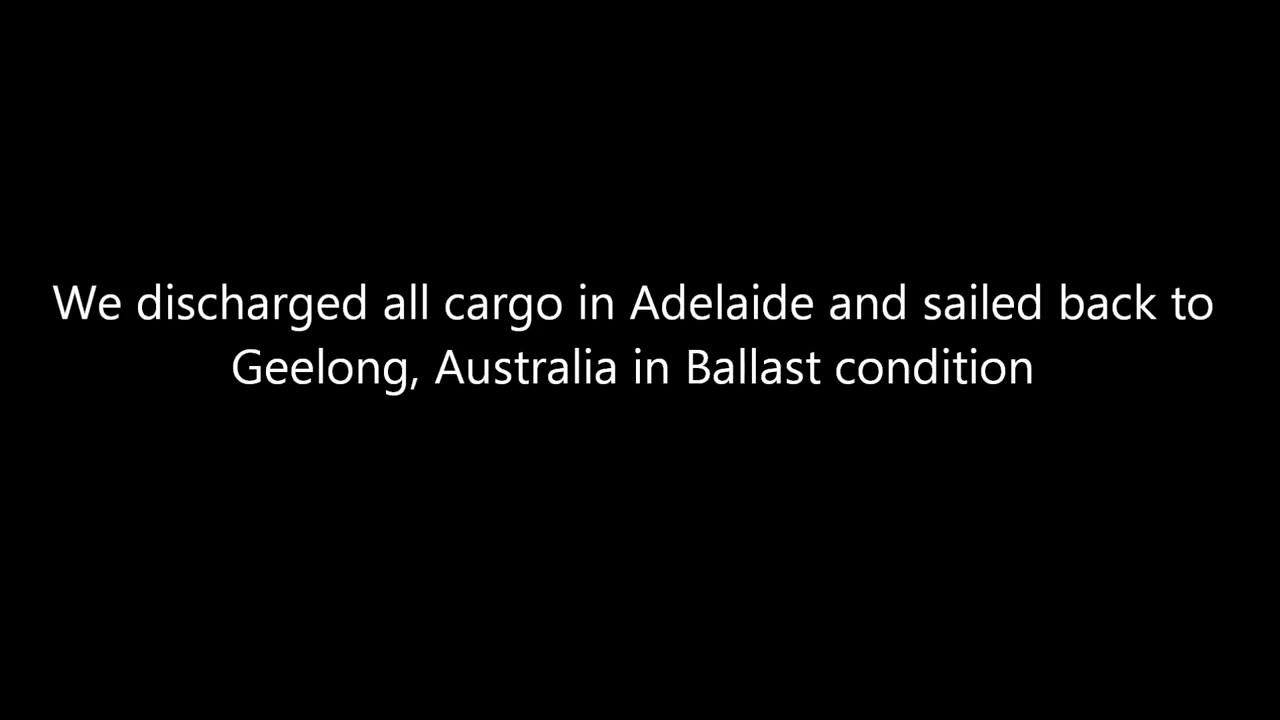 We discharged all cargo in Adelaide and sailed back to
Geelong, Australia in Ballast condition